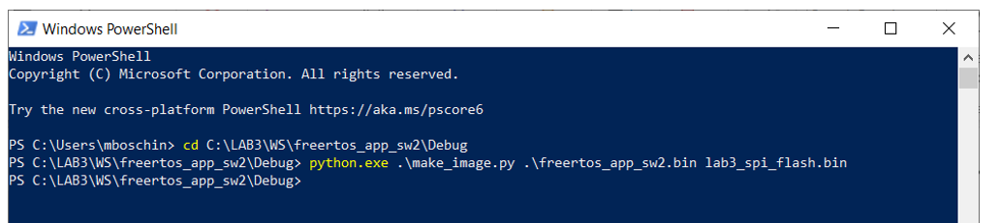 Windows PowerShell
Windows PowerShell
Copyright (C) Microsoft Corporation. All rights reserved.
Try the new cross-platform PowerShell https://aka.ms/pscore6
PS C:\Users\mboschin> cd C:\LAB3\WS\freertos_app_sw2\Debug
PS C:\LAB3\WS\freertos_app_sw2\Debug> python.exe .\make_image.py .\freertos_app_sw2.bin lab3_spi_flash.bin
PS C:\LAB3\WS\freertos_app_sw2\Debug>